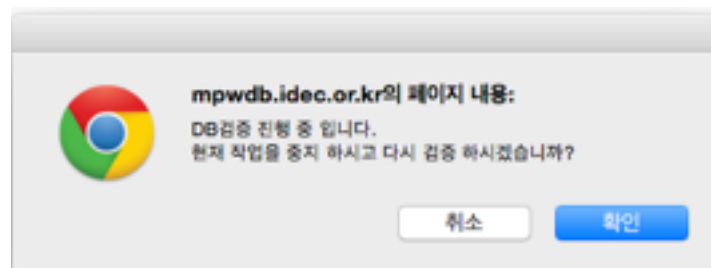 mpwdb.idec.or.kr의 페이지 내용:
DB검증 진행 중 입니다.
현재 작업을 중지 하시고 다시 검증 하시겠습니까?
취소
확인